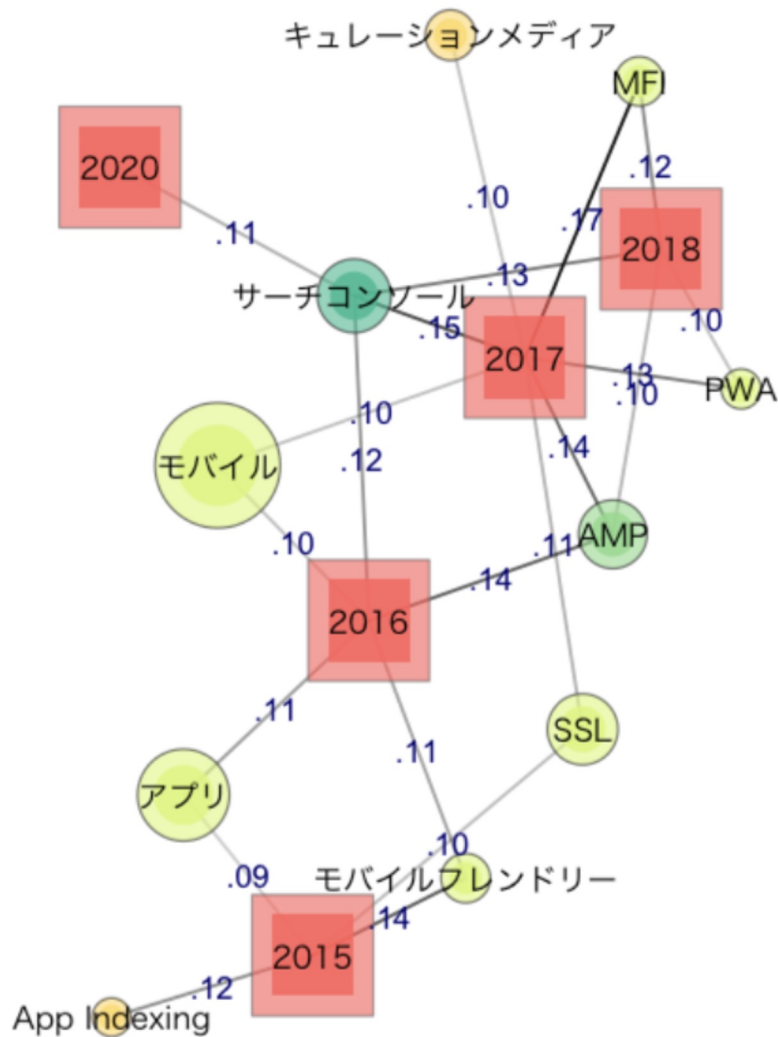 キュレーションメディア
MFI
2020
.12
.10
.17
.11
2018
.13
サーチコンソール
.15
.10
2017
.13
PWA
.10
.10
.14
.12
モバイル
AMP
.10
.11
.14
2016
.11
SSL
.11
アプリ
.10
.09
モバイルフレンドリー
.14
2015
.12
App Indexing